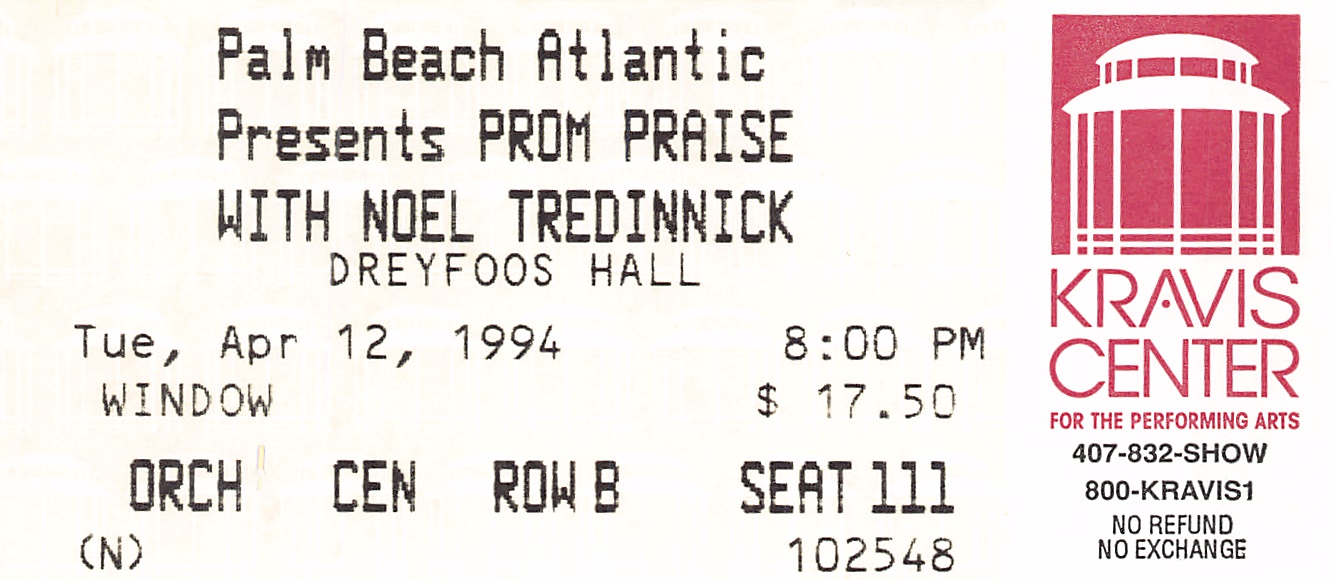 Palm Beach Atlantic
Presents PROM PRAISE
WITH NOEL TREDINNICK
DREYFOOS HALL
Tue, Apr 12, 1994 8:00 PM
WINDOW $ 17.50
ORCH CEN ROW B SEAT 111
(N) 102548
KRAVIS
CENTER
FOR THE PERFORMING ARTS
407-832-SHOW
800-KRAVIS1
NO REFUND
NO EXCHANGE